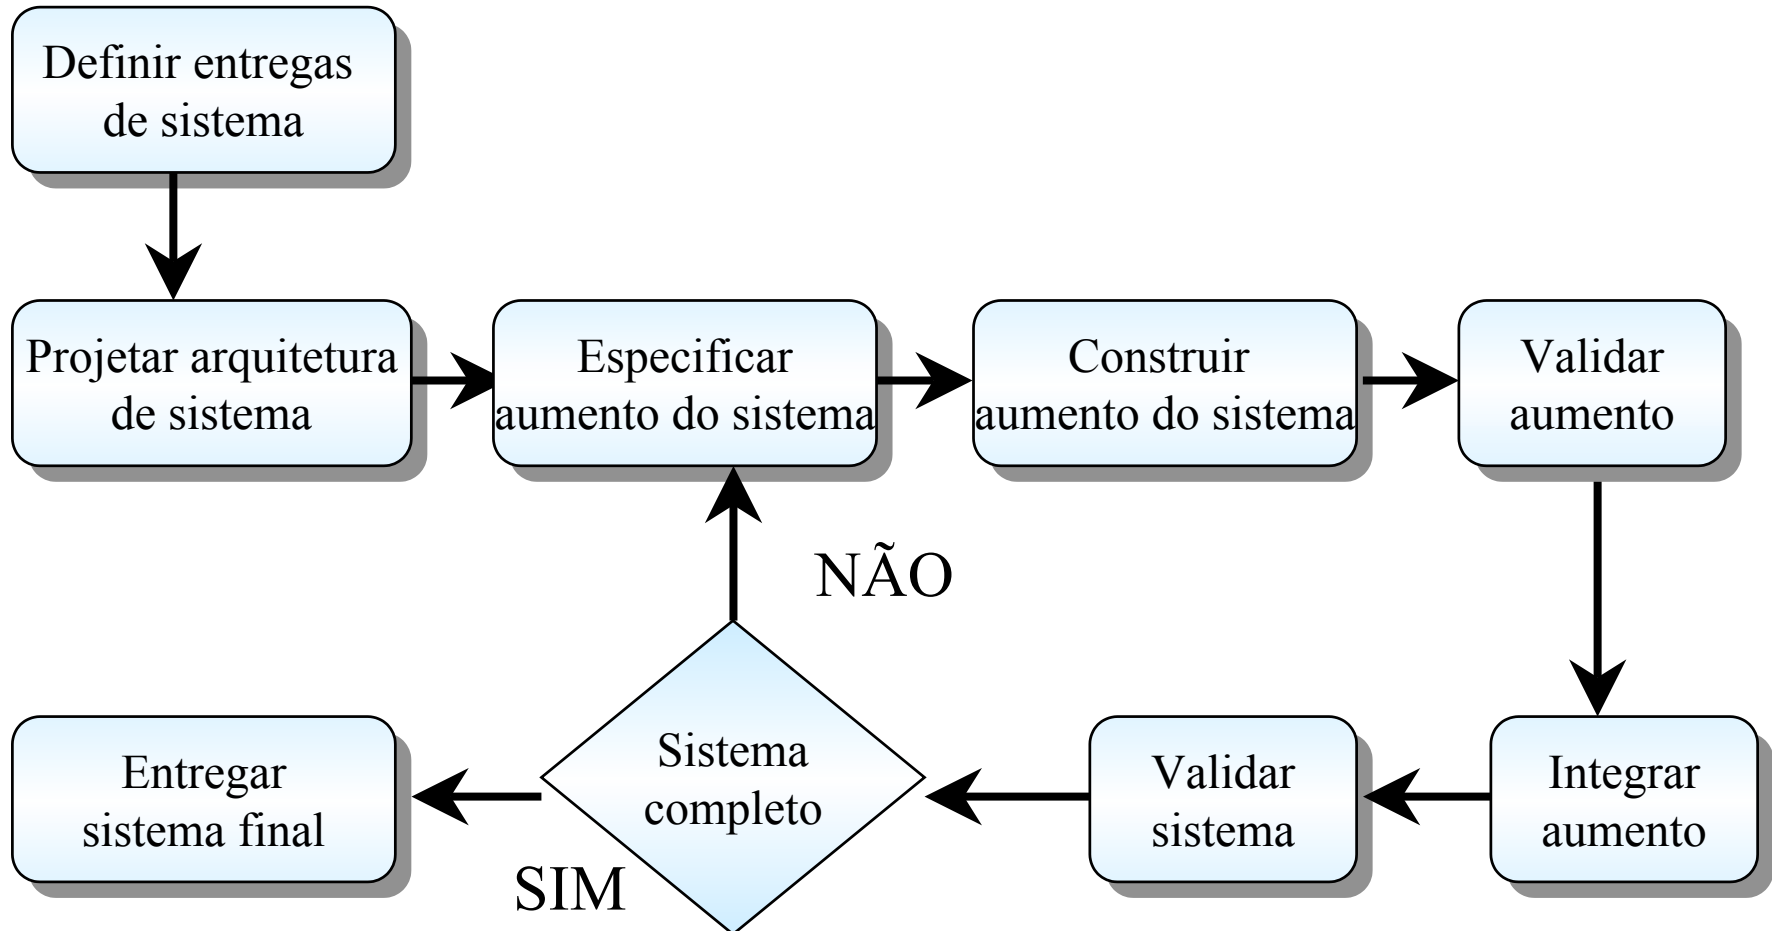 Definir entregas
de sistema
Projetar arquitetura
de sistema
Especificar
aumento do sistema
Construir
aumento do sistema
Validar
aumento
NÃO
Integrar
aumento
Validar
sistema
Sistema
completo
SIM
Entregar
sistema final